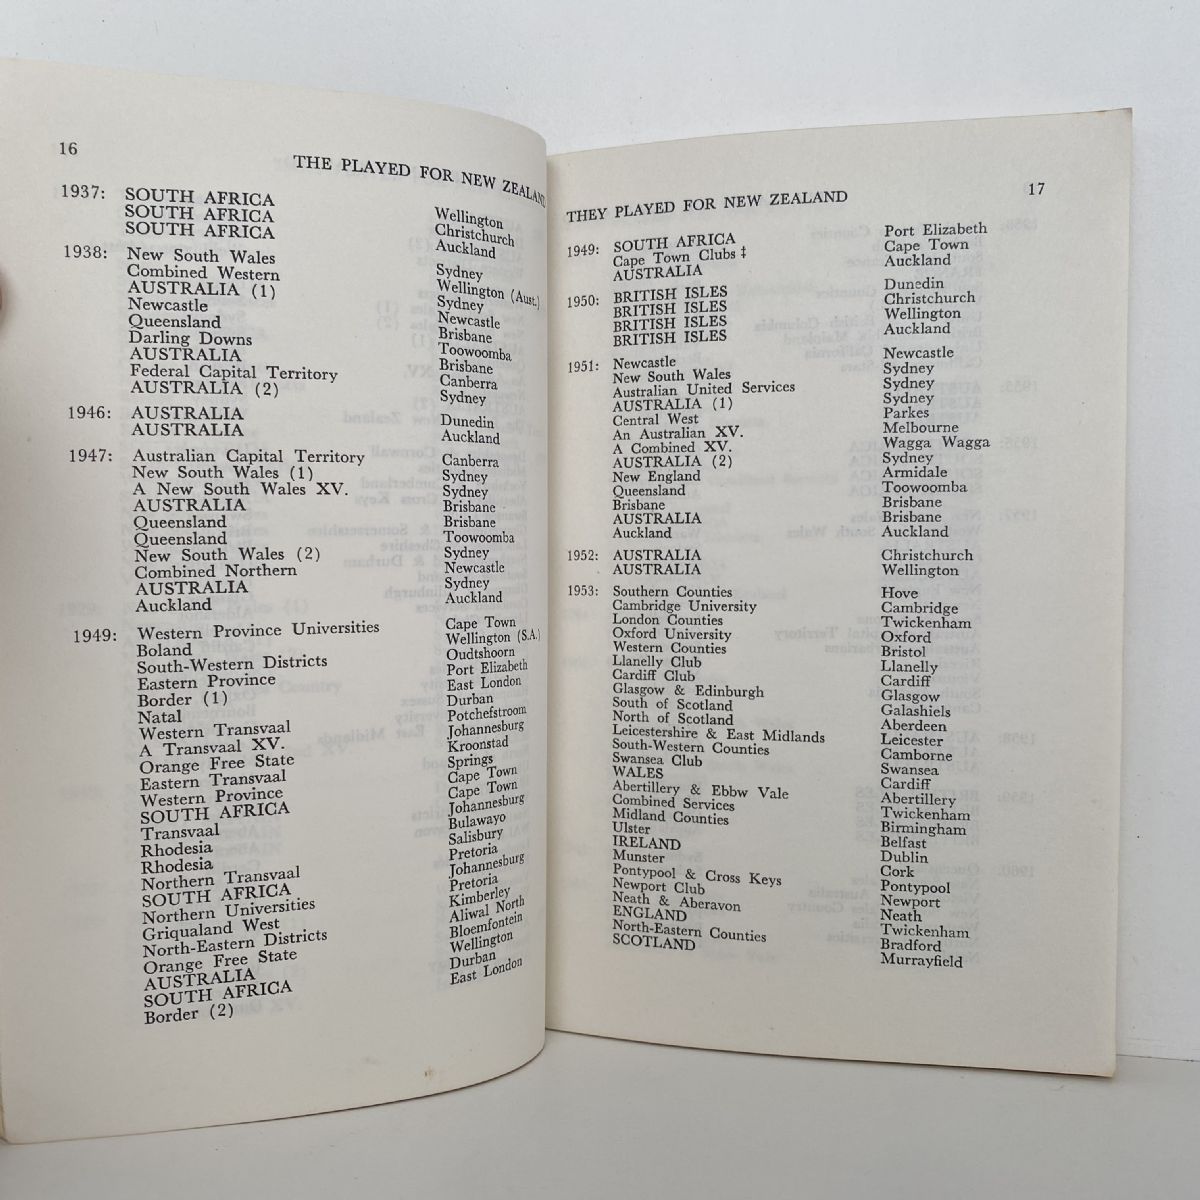 16
THE PLAYED FOR NEW ZEALAND
1937: SOUTH AFRICA Wellington
SOUTH AFRICA Christchurch
SOUTH AFRICA Auckland
1938: New South Wales Sydney
Combined Western Wellington (Aust.)
AUSTRALIA (1) Sydney
Newcastle Newcastle
Queensland Brisbane
Darling Downs Toowoomba
AUSTRALIA Brisbane
Federal Capital Territory Canberra
AUSTRALIA (2) Sydney
1946: AUSTRALIA Dunedin
AUSTRALIA Auckland
1947: Australian Capital Territory Canberra
New South Wales (1) Sydney
A New South Wales XV. Sydney
AUSTRALIA Brisbane
Queensland Brisbane
Queensland Toowoomba
New South Wales (2) Sydney
Combined Northern Newcastle
AUSTRALIA Sydney
Auckland Auckland
1949: Western Province Universities Cape Town
Boland Wellington (S.A.)
South-Western Districts Oudtshoorn
Eastern Province Port Elizabeth
Border (1) East London
Natal Durban
Western Transvaal Potchefstroom
A Transvaal XV. Johannesburg
Orange Free State Kroonstad
Eastern Transvaal Springs
Western Province Cape Town
SOUTH AFRICA Cape Town
Transvaal Johannesburg
Rhodesia Bulawayo
Rhodesia Salisbury
Northern Transvaal Pretoria
SOUTH AFRICA Johannesburg
Northern Universities Pretoria
Griqualand West Kimberley
North-Eastern Districts Aliwal North
Orange Free State Bloemfontein
AUSTRALIA Wellington
SOUTH AFRICA Durban
Border (2) East London
THEY PLAYED FOR NEW ZEALAND
17
1949: SOUTH AFRICA Port Elizabeth
Cape Town Clubs ‡ Cape Town
AUSTRALIA Auckland
1950: BRITISH ISLES Dunedin
BRITISH ISLES Christchurch
BRITISH ISLES Wellington
BRITISH ISLES Auckland
1951: Newcastle Newcastle
New South Wales Sydney
Australian United Services Sydney
AUSTRALIA (1) Sydney
Central West Parkes
An Australian XV. Melbourne
A Combined XV. Wagga Wagga
AUSTRALIA (2) Sydney
New England Armidale
Queensland Toowoomba
Brisbane Brisbane
AUSTRALIA Brisbane
Auckland Auckland
1952: AUSTRALIA Christchurch
AUSTRALIA Wellington
1953: Southern Counties Hove
Cambridge University Cambridge
London Counties Twickenham
Oxford University Oxford
Western Counties Bristol
Llanelly Club Llanelly
Cardiff Club Cardiff
Glasgow & Edinburgh Glasgow
South of Scotland Galashiels
North of Scotland Aberdeen
Leicestershire & East Midlands Leicester
South-Western Counties Camborne
Swansea Club Swansea
WALES Cardiff
Abertillery & Ebbw Vale Abertillery
Combined Services Twickenham
Midland Counties Birmingham
Ulster Belfast
IRELAND Dublin
Munster Cork
Pontypool & Cross Keys Pontypool
Newport Club Newport
Neath & Aberavon Neath
ENGLAND Twickenham
North-Eastern Counties Bradford
SCOTLAND Murrayfield